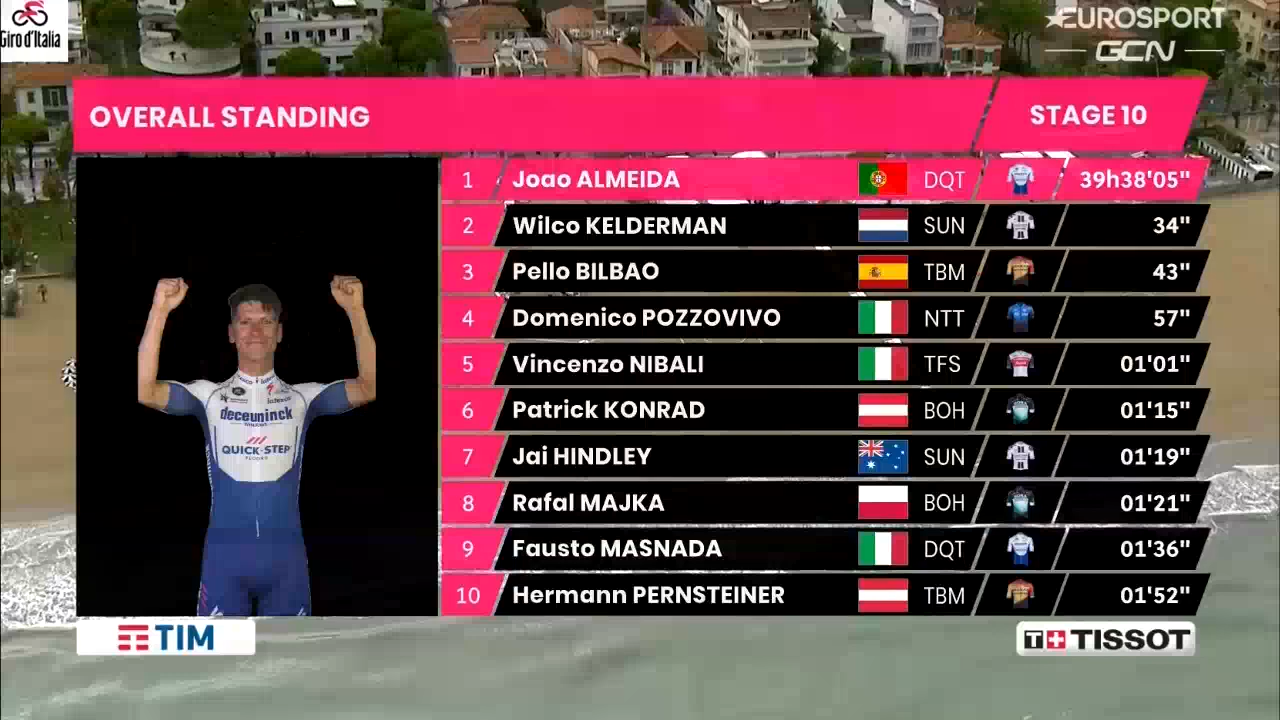 Giro d'Italia
EUROSPORT
GCN
OVERALL STANDING STAGE 10
1 Joao ALMEIDA DQT 39h38'05"
2 Wilco KELDERMAN SUN 34"
3 Pello BILBAO TBM 43"
4 Domenico POZZOVIVO NTT 57"
5 Vincenzo NIBALI TFS 01'01"
6 Patrick KONRAD BOH 01'15"
7 Jai HINDLEY SUN 01'19"
8 Rafal MAJKA BOH 01'21"
9 Fausto MASNADA DQT 01'36"
10 Hermann PERNSTEINER TBM 01'52"
deceuninck
QUICK-STEP
TIM
T+ TISSOT